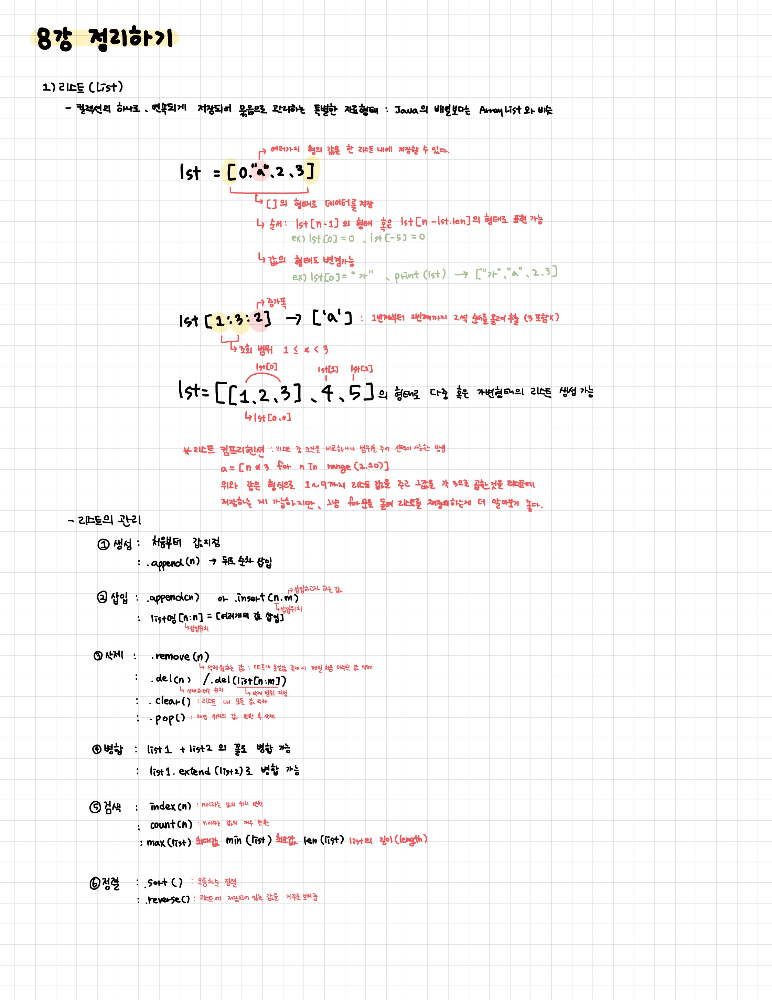 8강 정리하기
1) 리스트 (List)
- 컬렉션의 하나로、연속되게 저장되어 묶음으로 관리하는 특별한 자료형태 : Java의 배열보다는 ArrayList와 비슷
여러가지 형의 값을 한 리스트 내에 저장할 수 있다.
lst = [0."a".2、3]
↳ []의 형태로 데이터를 저장
↳ 순서: lst[n-1]의 형태 혹은 lst[n-lst.len]의 형태로 표현 가능
ex) lst[0]=0 、lst[-5]=0
↳ 값의 형태도 변경가능
ex) lst[0]="가" 、print(lst) → ["가"、"a"、2.3]
증가폭
lst[1:3:2] → ['a'] : 1번째부터 2번째까지 2씩 순서를 올려 추출 (3 포함X)
↳ 조회 범위 1 ≤ x < 3
lst[0] lst[1] lst[2]
lst=[[1、2、3]、4、5]의 형태로 다중 혹은 가변형태의 리스트 생성 가능
↳ lst[0.0]
*리스트 컴프리헨션 : 리스트 중 조건을 비교하거나 범위를 주어 선택이 가능한 방법
a=[n*3 for n in range(1.10)]
위와 같은 형식으로 1~9까지 리스트 값을 주고 그값을 각 3으로 곱한것을 리스트에
저장하는 게 가능하지만、그냥 for문을 돌려 리스트를 재정의하는게 더 알아보기 좋다.
- 리스트의 관리
① 생성 : 처음부터 값지정
: .append(n) → 뒤로 순차 삽입
삽입하고자 하는 값
② 삽입 : .append(n) or .insert(n.m)
↳삽입위치
: list명[n:n] = [여러개의 값 삽입]
↳삽입위치
③ 삭제 : .remove(n)
↳ 삭제원하는 값 : 리스트내 동일값 존재시 제일 처음 마주친 값 삭제
: .del(n) /.del(list[n:m])
↳ 삭제하려는 위치 ↳ 삭제 범위 지정
: .clear() : 리스트 내 모든 값 삭제
: .pop() : 해당 위치의 값 반환 후 삭제
④ 병합 : list1 + list2 의 꼴로 병합 가능
: list1.extend(list2)로 병합 가능
⑤ 검색 : index(n) : n이라는 값의 위치 반환
: count(n) : n이라는 값의 개수 반환
: max(list) 최대값 min(list) 최소값 len(list) list의 길이(length)
⑥ 정렬 : .sort() : 오름차순 정렬
: .reverse() : 리스트에 저장되어 있는 값을 거꾸로 보여줌